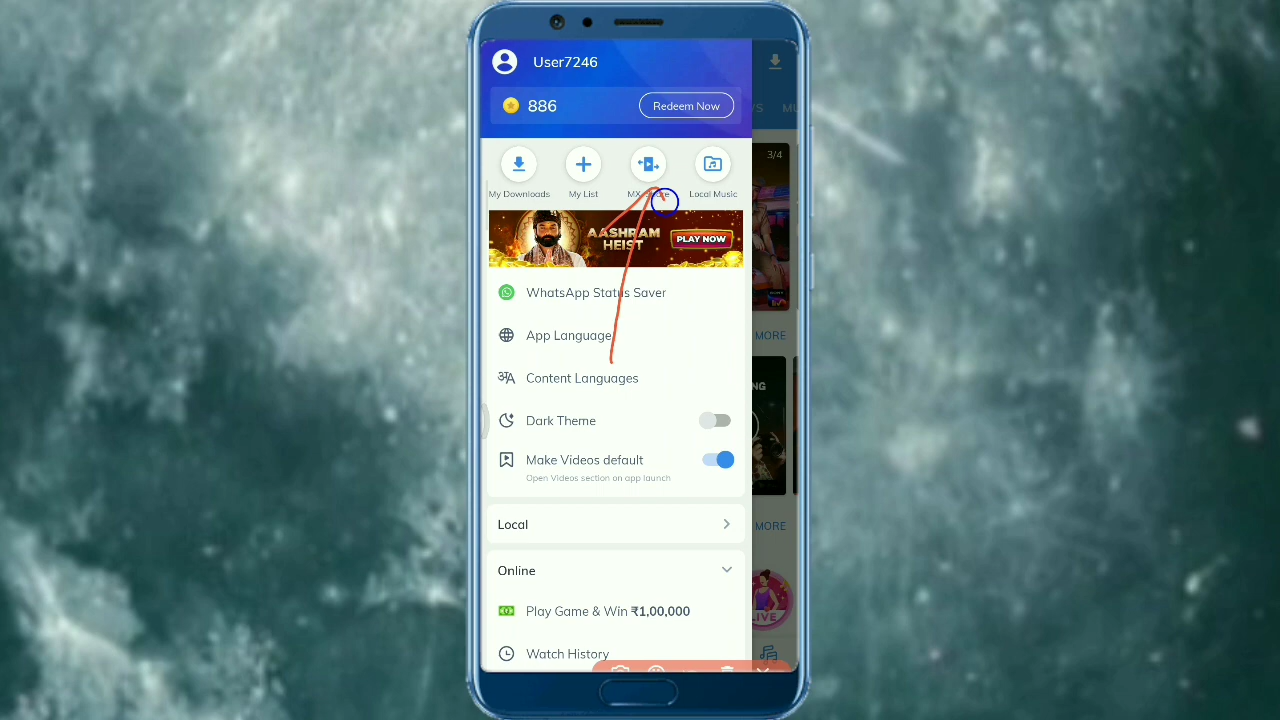 User7246
886
Redeem Now
3/4
My Downloads
My List
MX
Local Music
AASHRAM
HEIST
PLAY NOW
WhatsApp Status Saver
App Language
MORE
Content Languages
Dark Theme
Make Videos default
Open Videos section on app launch
Local
MORE
Online
Play Game & Win ₹1,00,000
LIVE
Watch History